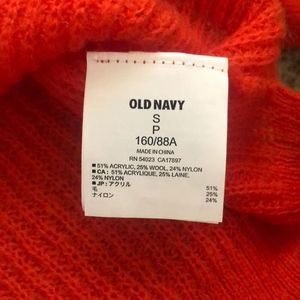 OLD NAVY
S
P
160/88A
MADE IN CHINA
RN 54023 CA17897
■ 51% ACRYLIC, 25% WOOL, 24% NYLON
■ CA : 51% ACRYLIQUE, 25% LAINE,
24% NYLON
■ JP : アクリル 51%
毛 25%
ナイロン 24%